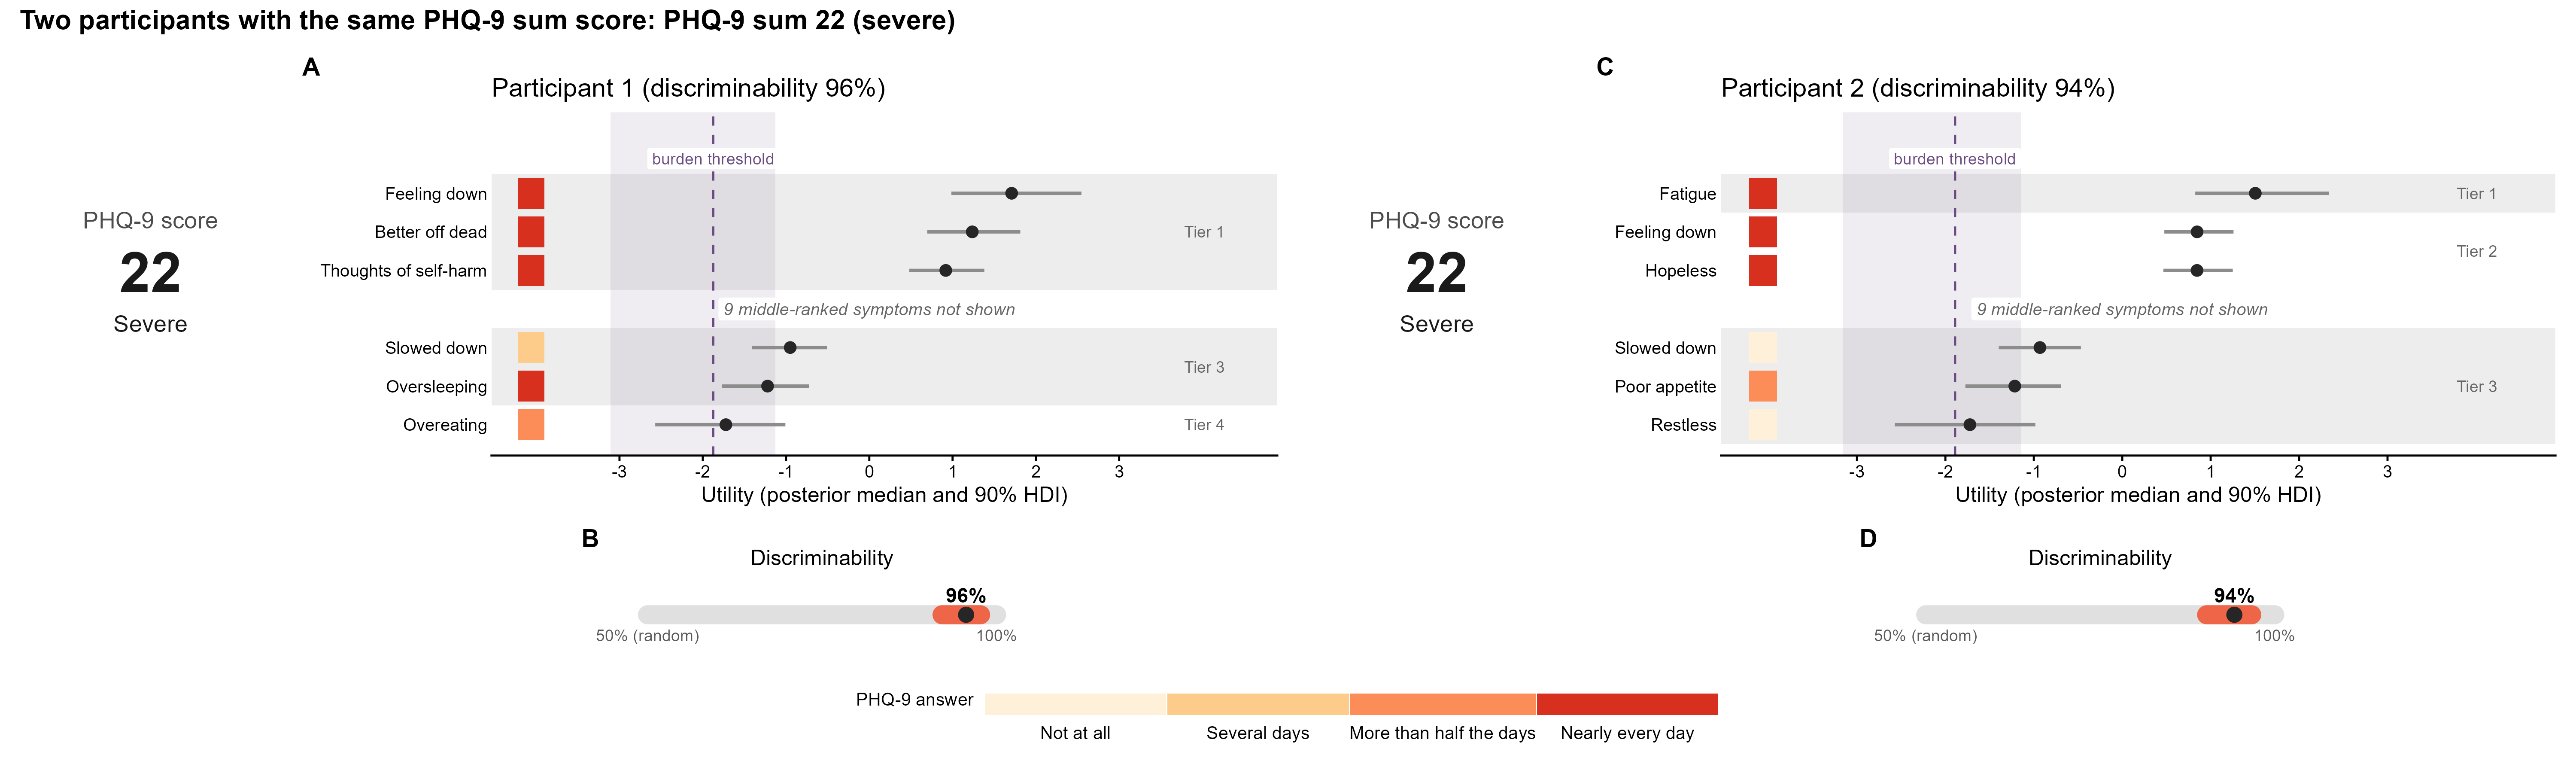 Two participants with the same PHQ-9 sum score: PHQ-9 sum 22 (severe)
A
Participant 1 (discriminability 96%)
PHQ-9 score
22
Severe
burden threshold
Feeling down
Better off dead
Thoughts of self-harm
Tier 1
9 middle-ranked symptoms not shown
Slowed down
Oversleeping
Tier 3
Overeating
Tier 4
-3 -2 -1 0 1 2 3
Utility (posterior median and 90% HDI)
B
Discriminability
96%
50% (random) 100%
C
Participant 2 (discriminability 94%)
PHQ-9 score
22
Severe
burden threshold
Fatigue
Tier 1
Feeling down
Hopeless
Tier 2
9 middle-ranked symptoms not shown
Slowed down
Poor appetite
Restless
Tier 3
-3 -2 -1 0 1 2 3
Utility (posterior median and 90% HDI)
D
Discriminability
94%
50% (random) 100%
PHQ-9 answer
Not at all Several days More than half the days Nearly every day